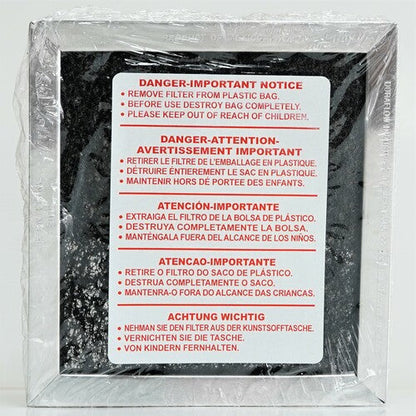 DANGER-IMPORTANT NOTICE
• REMOVE FILTER FROM PLASTIC BAG.
• BEFORE USE DESTROY BAG COMPLETELY.
• PLEASE KEEP OUT OF REACH OF CHILDREN.
DANGER-ATTENTION-
AVERTISSEMENT IMPORTANT
• RETIRER LE FILTRE DE L'EMBALLAGE EN PLASTIQUE.
• DÉTRUIRE ÉNTIEREMENT LE SAC EN PLASTIQUE.
• MAINTENIR HORS DÉ PORTEE DES ENFANTS.
ATENCIÓN-IMPORTANTE
• EXTRAIGA EL FILTRO DE LA BOLSA DE PLÁSTICO.
• DESTRUYA COMPLETAMENTE LA BOLSA.
• MANTÉNGALA FUERA DEL ALCANCE DE LOS NIÑOS.
ATENCAO-IMPORTANTE
• RETIRE O FILTRO DO SACO DE PLÁSTICO.
• DESTRUA COMPLETAMENTE O SACO.
• MANTENRA-O FORA DO ALCANCE DAS CRIANCAS.
ACHTUNG WICHTIG
• NEHMAN SIE DEN FILTER AUS DER KUNSTSOFTTASCHE.
• VERNICHTEN SIE DIE TASCHE.
• VON KINDERN FERNHALTEN.